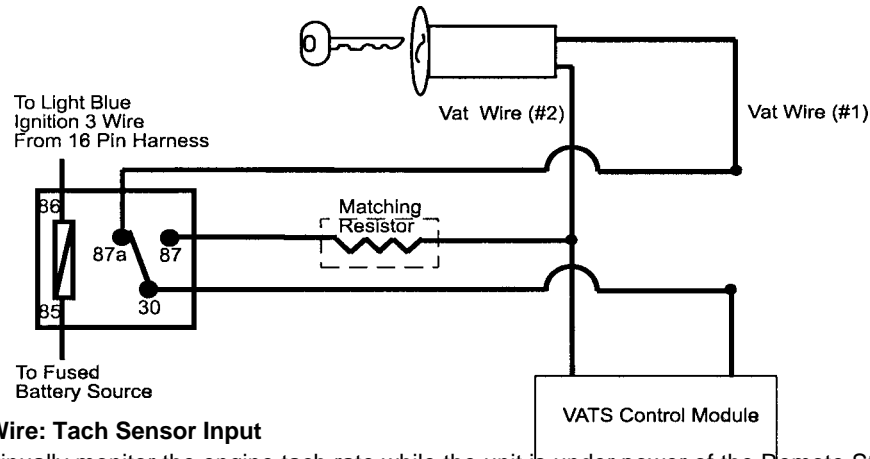 Vat Wire (#2)
Vat Wire (#1)
To Light Blue
Ignition 3 Wire
From 16 Pin Harness
86
87a
87
Matching
Resistor
30
85
To Fused
Battery Source
VATS Control Module
Wire: Tach Sensor Input
inually monitor the engine tach rate while the unit is under power of the Remote